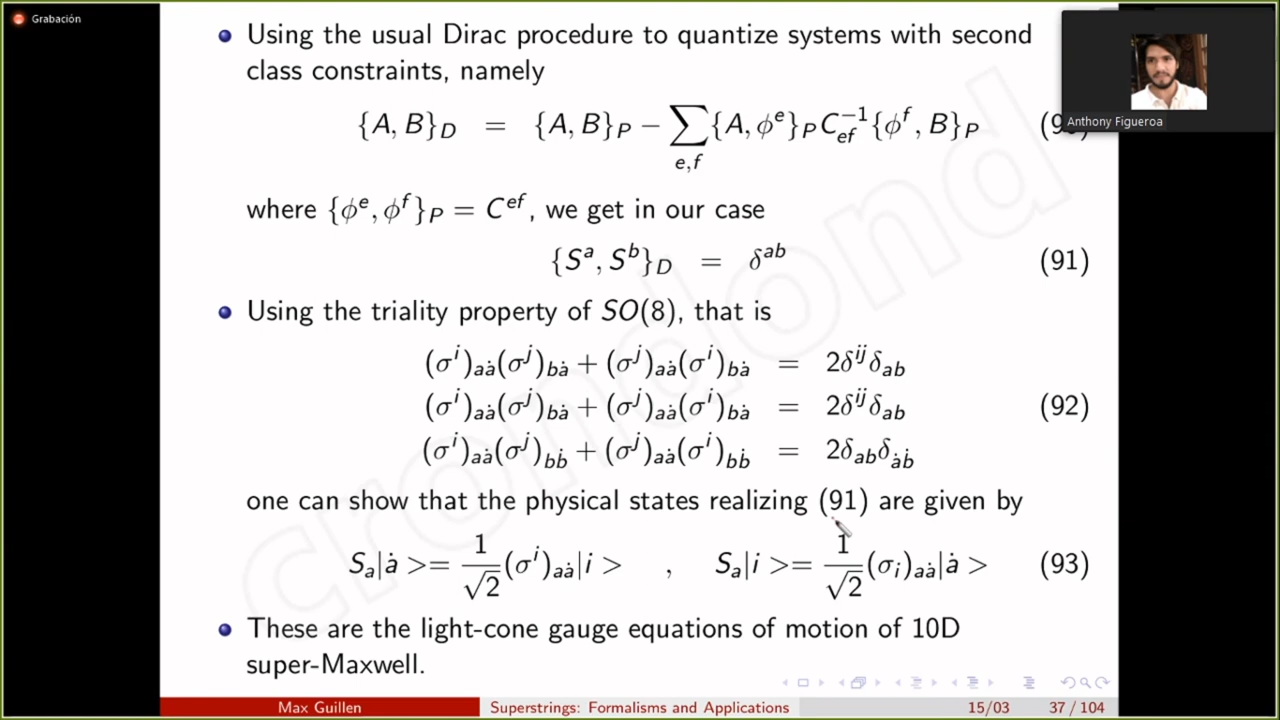 Grabación
• Using the usual Dirac procedure to quantize systems with second
class constraints, namely
{A, B}_D = {A, B}_P − ∑_{e,f} {A, ϕ^e}_P C^{-1}_{ef} {ϕ^f, B}_P
Anthony Figueroa
where {ϕ^e, ϕ^f}_P = C^{ef}, we get in our case
{S^a, S^b}_D = δ^{ab} (91)
• Using the triality property of SO(8), that is
(σ^i)_{aȧ}(σ^j)_{bȧ} + (σ^j)_{aȧ}(σ^i)_{bȧ} = 2δ^{ij}δ_{ab}
(σ^i)_{aȧ}(σ^j)_{bȧ} + (σ^j)_{aȧ}(σ^i)_{bȧ} = 2δ^{ij}δ_{ab} (92)
(σ^i)_{aȧ}(σ^j)_{bḃ} + (σ^j)_{aȧ}(σ^i)_{bḃ} = 2δ_{ab}δ_{ȧḃ}
one can show that the physical states realizing (91) are given by
S_a|ȧ >= 1/√2 (σ^i)_{aȧ}|i > , S_a|i >= 1/√2 (σ_i)_{aȧ}|ȧ > (93)
• These are the light-cone gauge equations of motion of 10D
super-Maxwell.
Max Guillen Superstrings: Formalisms and Applications 15/03 37 / 104